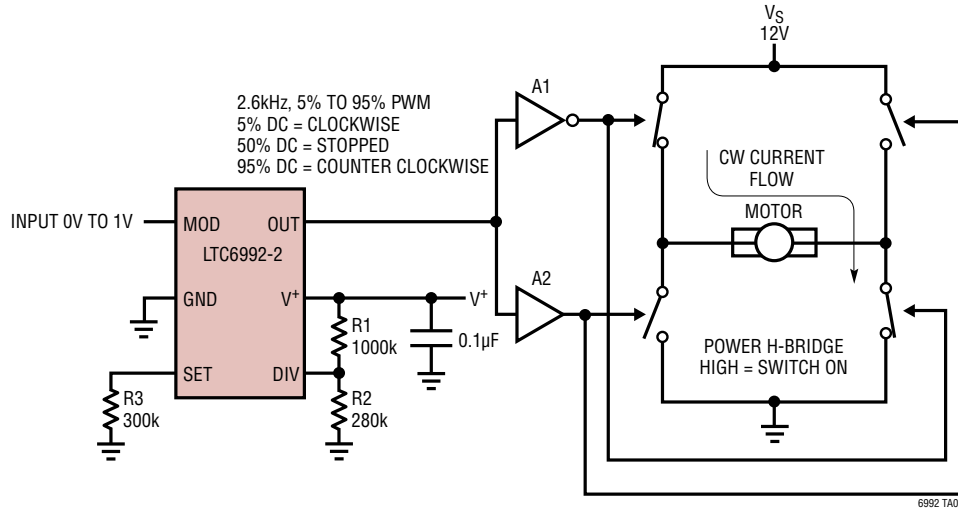 VS
12V
A1
2.6kHz, 5% TO 95% PWM
5% DC = CLOCKWISE
50% DC = STOPPED
95% DC = COUNTER CLOCKWISE
CW CURRENT
FLOW
MOTOR
INPUT 0V TO 1V
MOD
OUT
LTC6992-2
A2
GND
V+
V+
R1
1000k
0.1µF
POWER H-BRIDGE
HIGH = SWITCH ON
SET
DIV
R3
300k
R2
280k
6992 TA0